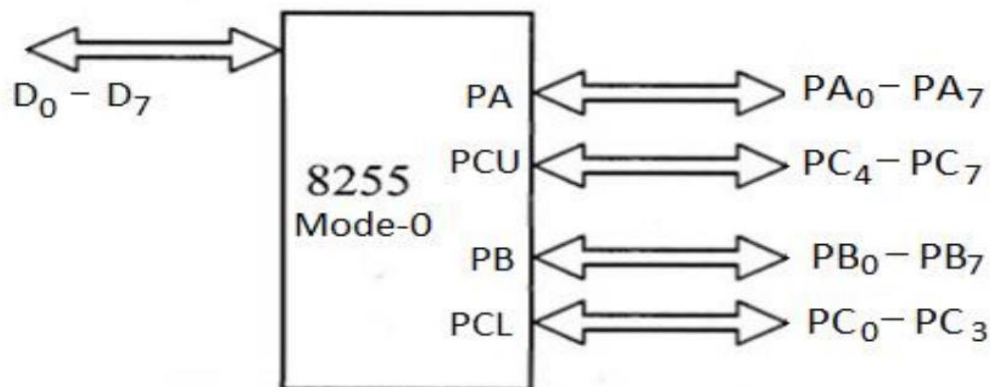 D₀ – D₇
8255
Mode-0
PA
PCU
PB
PCL
PA₀– PA₇
PC₄– PC₇
PB₀– PB₇
PC₀– PC₃